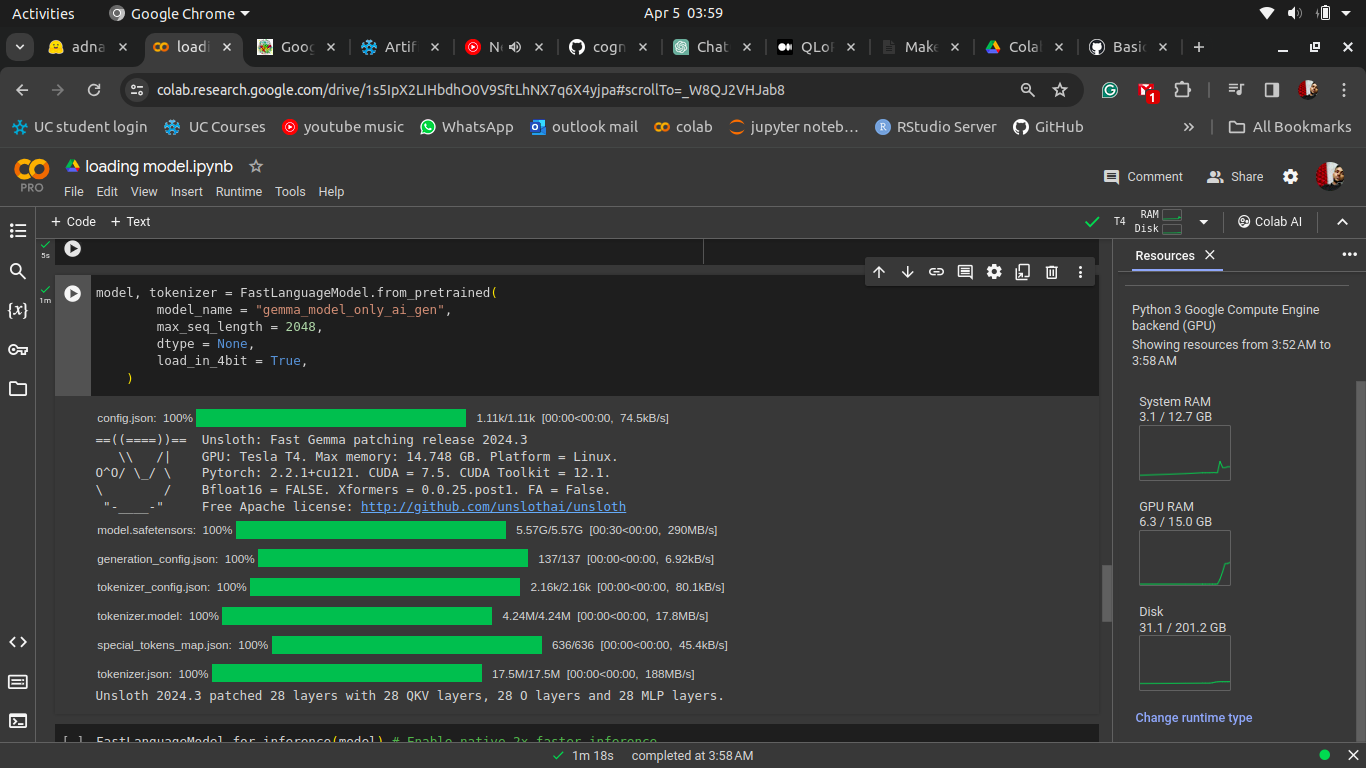 Activities
Google Chrome
Apr 5 03:59
adna
loadi
Goog
Artif
N
cogn
Chat
QLoF
Make
Colal
Basic
colab.research.google.com/drive/1s5IpX2LIHbdhO0V9SftLhNX7q6X4yjpa#scrollTo=_W8QJ2VHJab8
1
UC student login
UC Courses
youtube music
WhatsApp
outlook mail
colab
jupyter noteb…
RStudio Server
GitHub
»
All Bookmarks
PRO
loading model.ipynb
File Edit View Insert Runtime Tools Help
Comment
Share
+ Code + Text
T4
RAM
Disk
Colab AI
5s
1m
{x}
model, tokenizer = FastLanguageModel.from_pretrained(
model_name = "gemma_model_only_ai_gen",
max_seq_length = 2048,
dtype = None,
load_in_4bit = True,
)
config.json: 100% 1.11k/1.11k [00:00<00:00, 74.5kB/s]
==((====))== Unsloth: Fast Gemma patching release 2024.3
\\ /| GPU: Tesla T4. Max memory: 14.748 GB. Platform = Linux.
O^O/ \_/ \ Pytorch: 2.2.1+cu121. CUDA = 7.5. CUDA Toolkit = 12.1.
\ / Bfloat16 = FALSE. Xformers = 0.0.25.post1. FA = False.
"-____-" Free Apache license: http://github.com/unslothai/unsloth
model.safetensors: 100% 5.57G/5.57G [00:30<00:00, 290MB/s]
generation_config.json: 100% 137/137 [00:00<00:00, 6.92kB/s]
tokenizer_config.json: 100% 2.16k/2.16k [00:00<00:00, 80.1kB/s]
tokenizer.model: 100% 4.24M/4.24M [00:00<00:00, 17.8MB/s]
special_tokens_map.json: 100% 636/636 [00:00<00:00, 45.4kB/s]
tokenizer.json: 100% 17.5M/17.5M [00:00<00:00, 188MB/s]
Unsloth 2024.3 patched 28 layers with 28 QKV layers, 28 O layers and 28 MLP layers.
[ ] FastLanguageModel.for_inference(model) # Enable native 2x faster inference
Resources
Python 3 Google Compute Engine
backend (GPU)
Showing resources from 3:52 AM to
3:58 AM
System RAM
3.1 / 12.7 GB
GPU RAM
6.3 / 15.0 GB
Disk
31.1 / 201.2 GB
Change runtime type
1m 18s completed at 3:58 AM